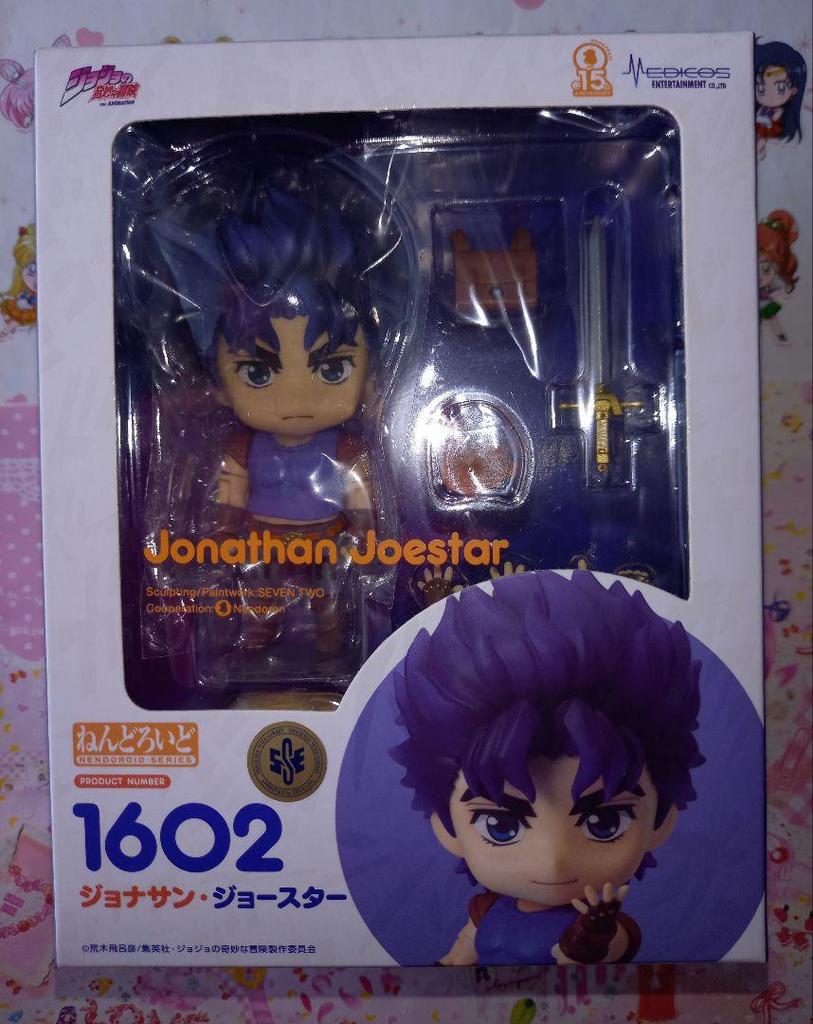 ジョジョの
奇妙な冒険
the Animation
15
ANNIVERSARY
MEDICOS
ENTERTAINMENT CO.,LTD
Jonathan Joestar
Sculpting/Paintwork:SEVEN TWO
Cooperation: Nendoron
ねんどろいど
NENDOROID·SERIES
PRODUCT NUMBER
1602
ジョナサン・ジョースター
©荒木飛呂彦/集英社・ジョジョの奇妙な冒険製作委員会